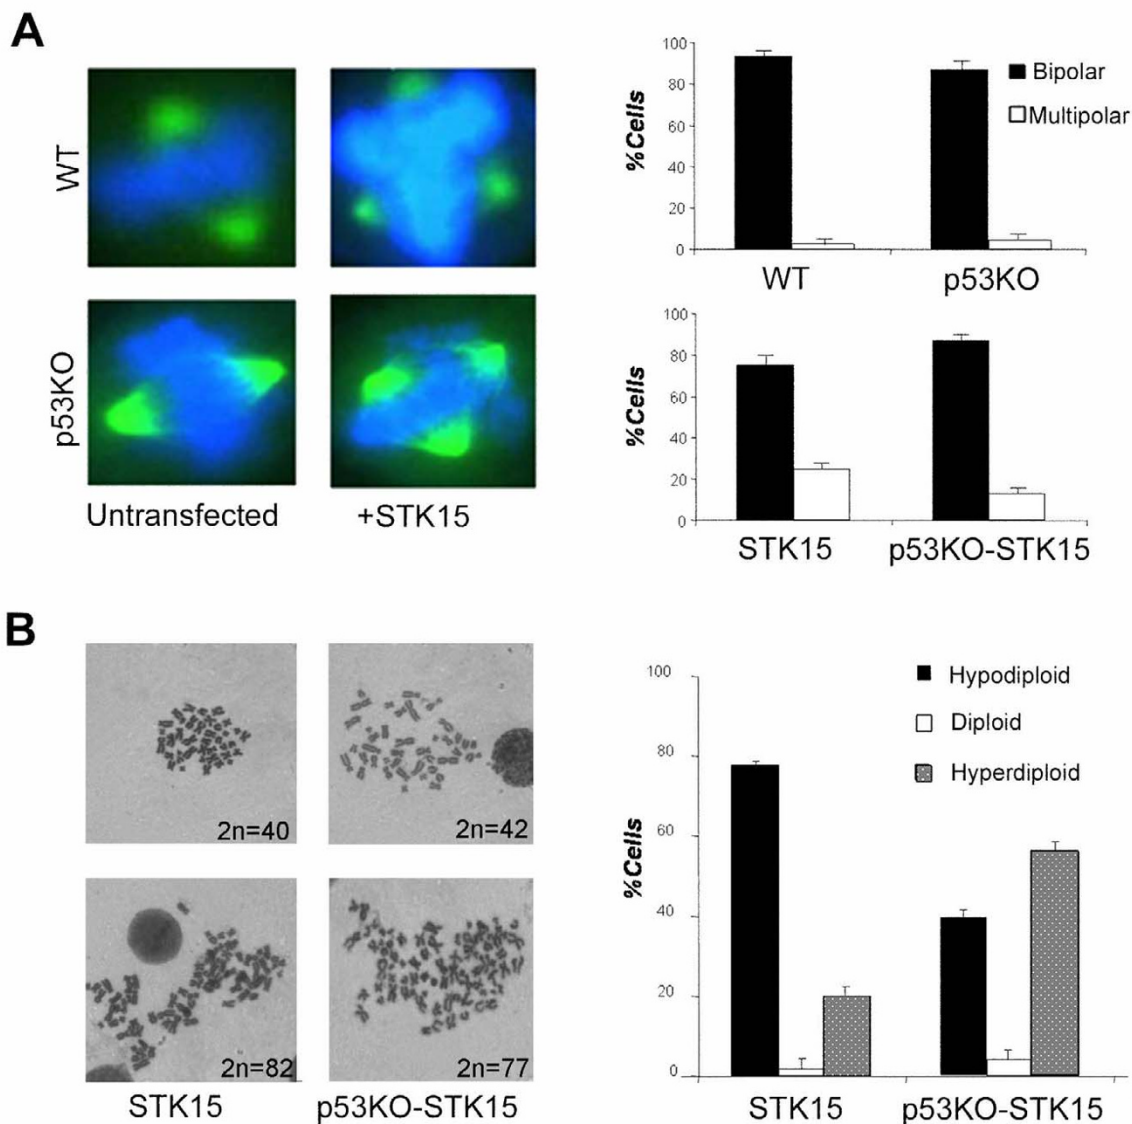 A
WT
p53KO
Untransfected
+STK15
%Cells
100
80
60
40
20
0
Bipolar
Multipolar
WT
p53KO
%Cells
100
80
60
40
20
0
STK15
p53KO-STK15
B
2n=40
2n=42
2n=82
2n=77
STK15
p53KO-STK15
%Cells
100
80
60
40
20
0
Hypodiploid
Diploid
Hyperdiploid
STK15
p53KO-STK15